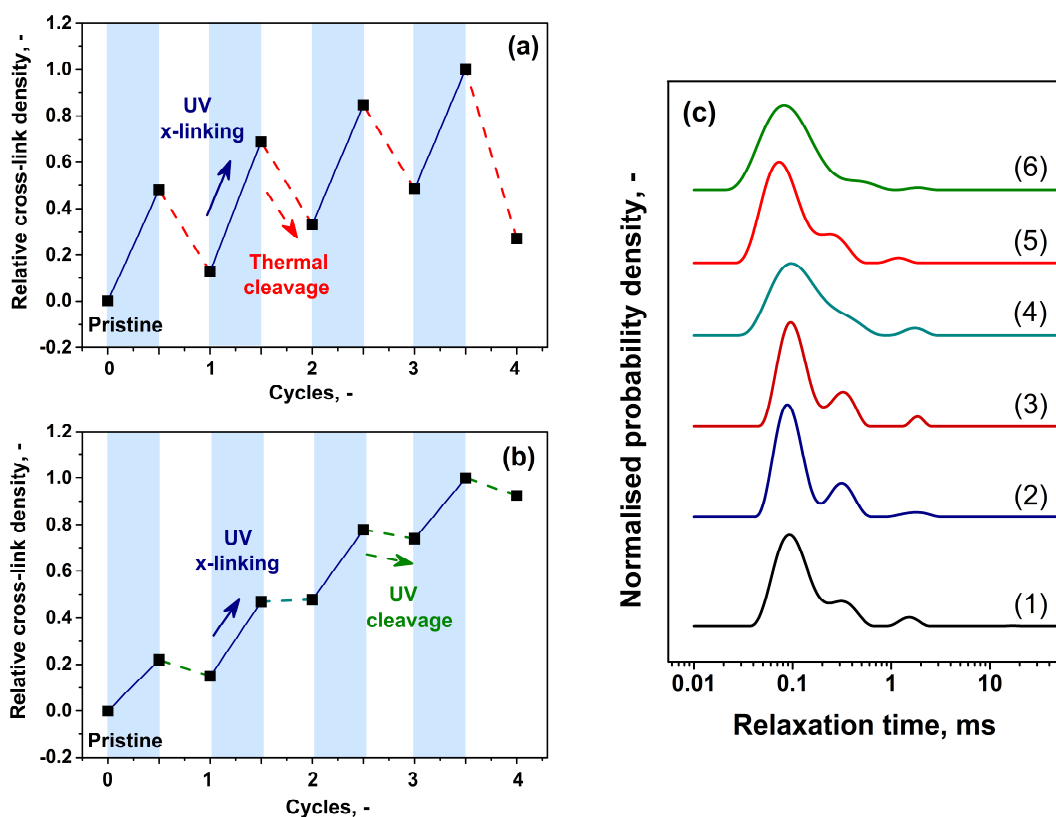 (a)
Relative cross-link density, -
1.2
1.0
0.8
0.6
0.4
0.2
0.0
-0.2
UV
x-linking
Thermal
cleavage
Pristine
0
1
2
3
4
Cycles, -
(b)
Relative cross-link density, -
1.2
1.0
0.8
0.6
0.4
0.2
0.0
-0.2
UV
x-linking
UV
cleavage
Pristine
0
1
2
3
4
Cycles, -
(c)
Normalised probability density, -
(6)
(5)
(4)
(3)
(2)
(1)
0.01
0.1
1
10
Relaxation time, ms